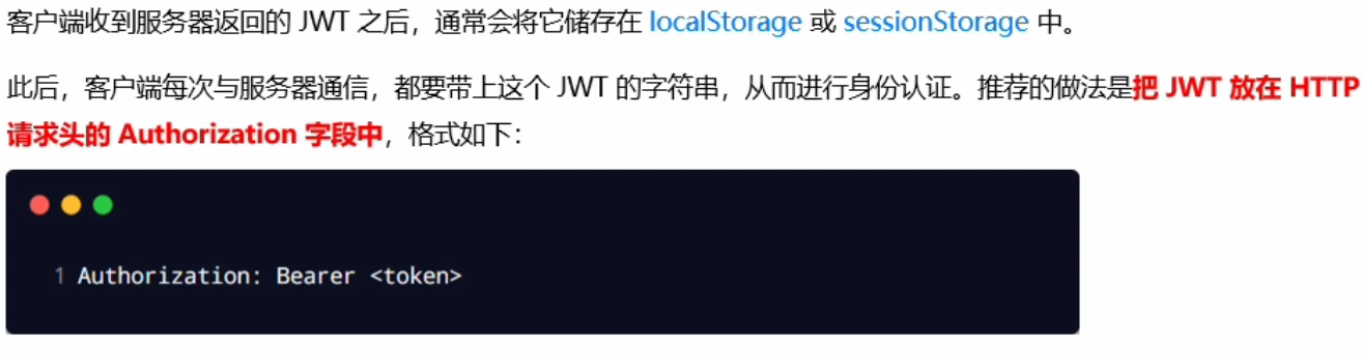 客户端收到服务器返回的 JWT 之后，通常会将它储存在 localStorage 或 sessionStorage 中。
此后，客户端每次与服务器通信，都要带上这个 JWT 的字符串，从而进行身份认证。推荐的做法是把 JWT 放在 HTTP
请求头的 Authorization 字段中，格式如下：
1 Authorization: Bearer <token>